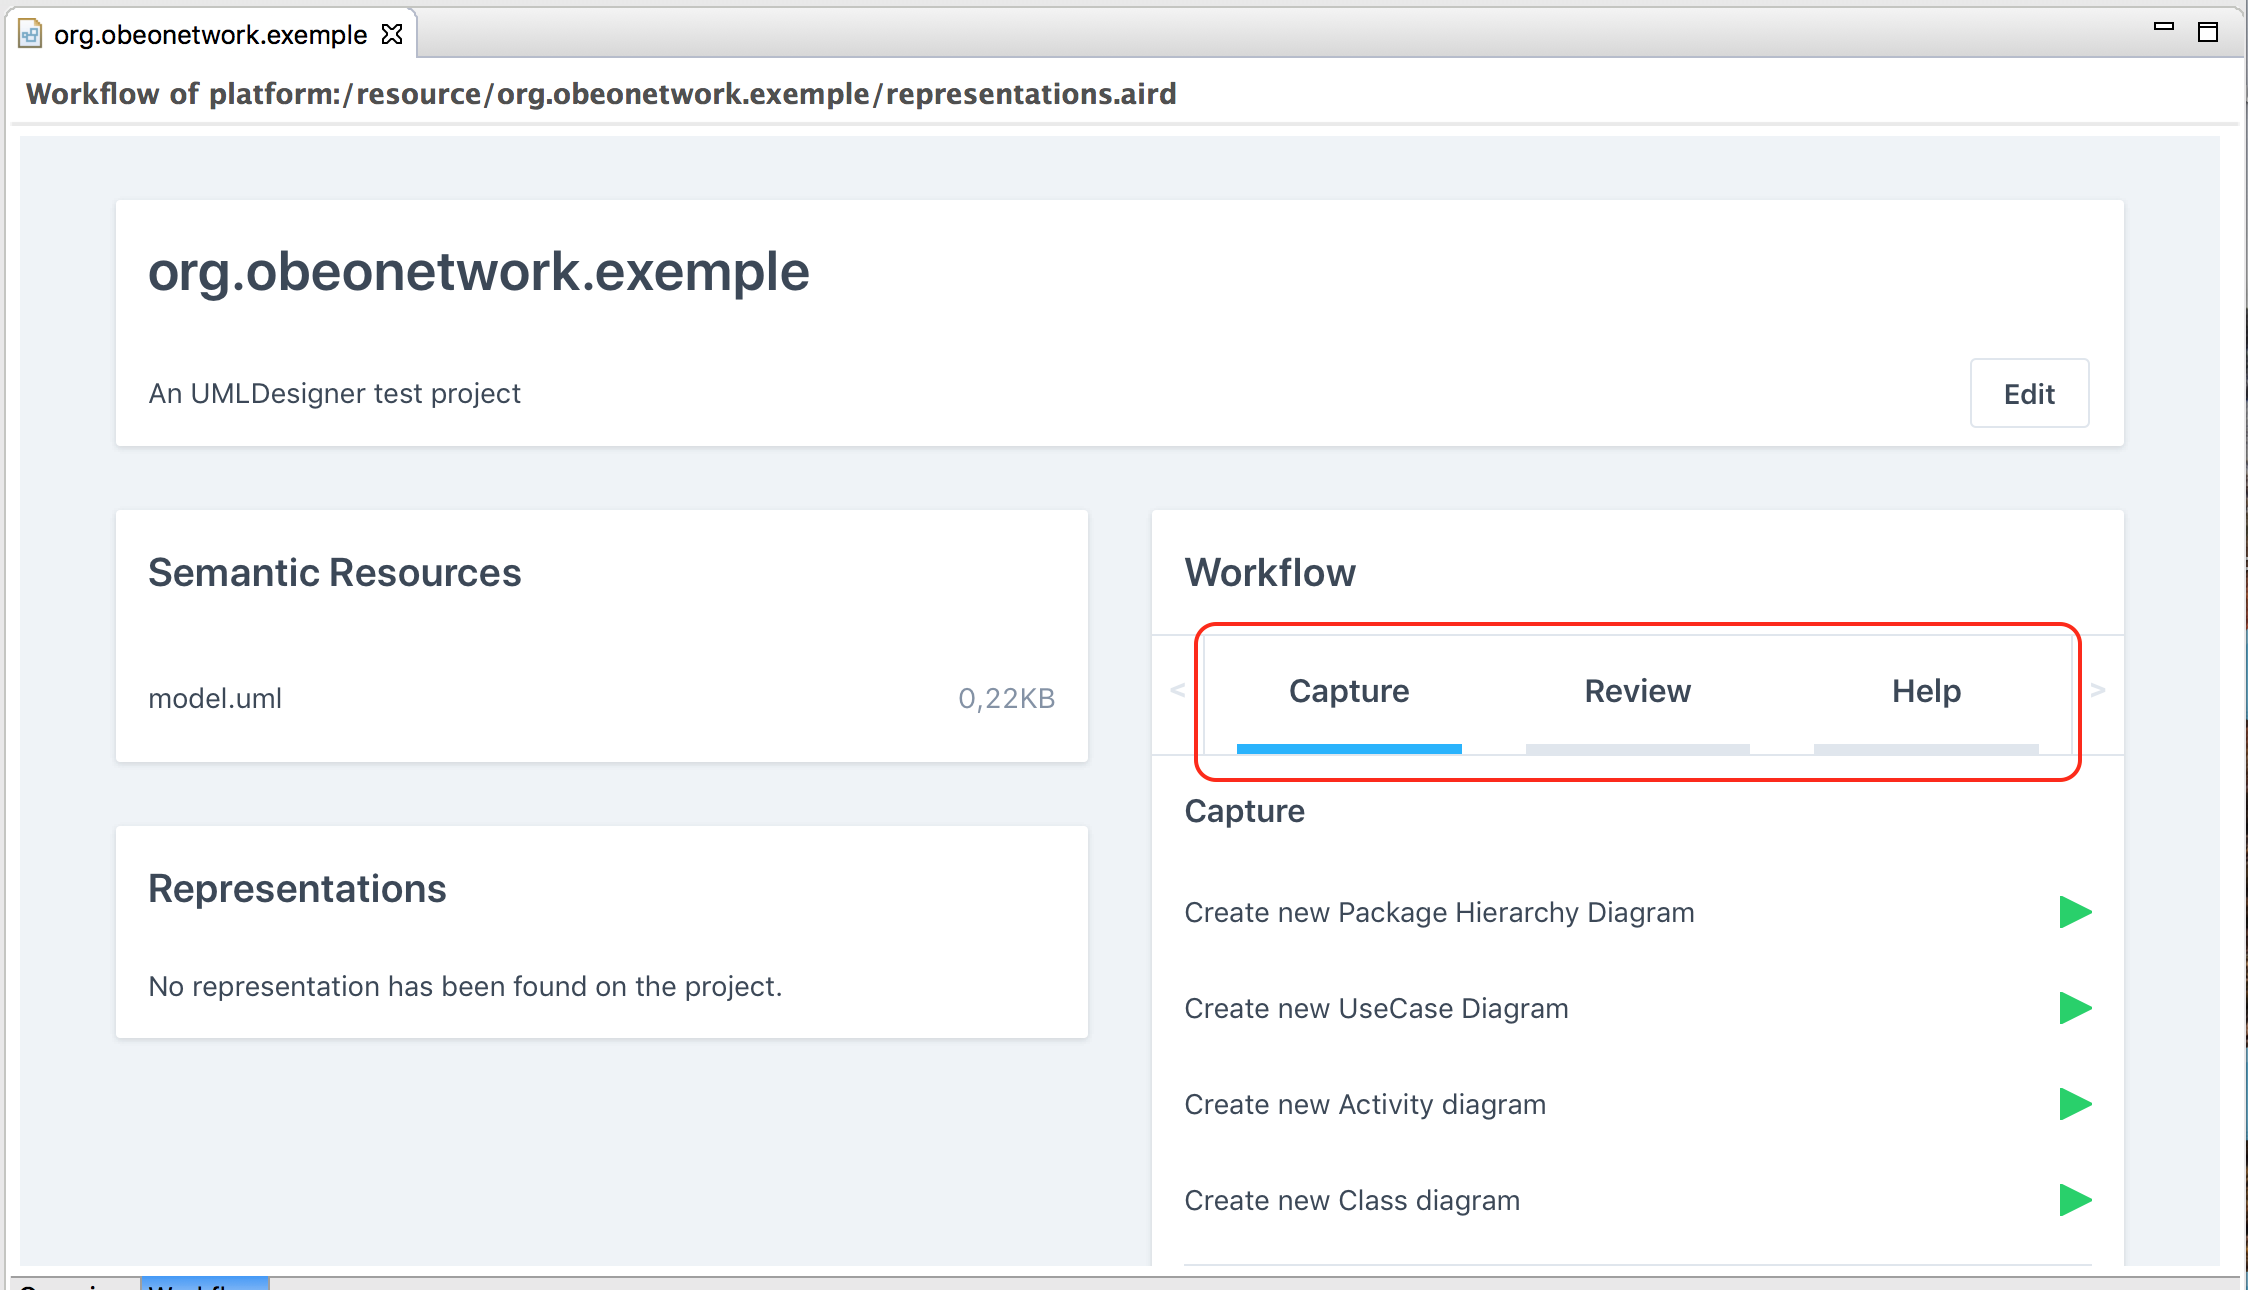 org.obeonetwork.exemple
Workflow of platform:/resource/org.obeonetwork.exemple/representations.aird
org.obeonetwork.exemple
An UMLDesigner test project
Edit
Semantic Resources
model.uml 0,22KB
Representations
No representation has been found on the project.
Workflow
< Capture Review Help >
Capture
Create new Package Hierarchy Diagram
Create new UseCase Diagram
Create new Activity diagram
Create new Class diagram